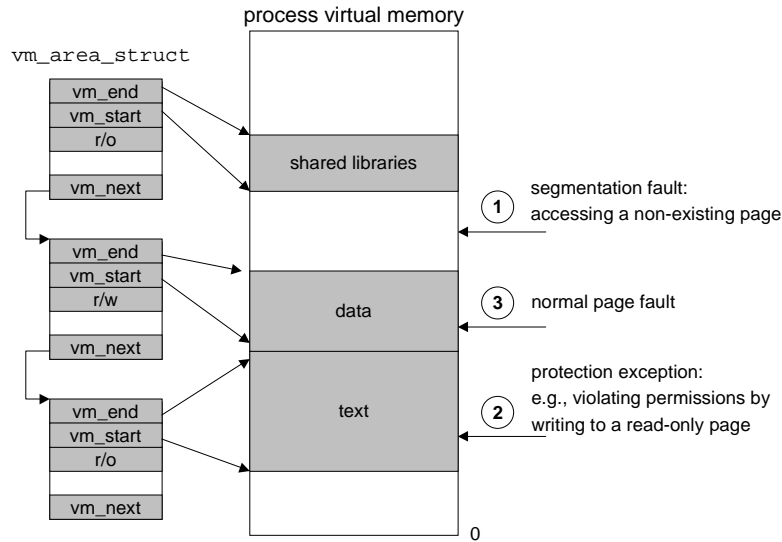 process virtual memory
vm_area_struct
vm_end
vm_start
r/o
vm_next
shared libraries
1
segmentation fault:
accessing a non-existing page
vm_end
vm_start
r/w
vm_next
data
3
normal page fault
vm_end
vm_start
r/o
vm_next
text
2
protection exception:
e.g., violating permissions by
writing to a read-only page
0